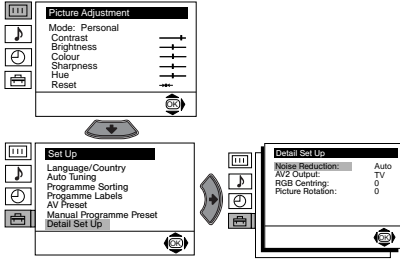 Picture Adjustment
Mode: Personal
Contrast
Brightness
Colour
Sharpness
Hue
Reset
OK
Set Up
Language/Country
Auto Tuning
Programme Sorting
Progamme Labels
AV Preset
Manual Programme Preset
Detail Set Up
OK
Detail Set Up
Noise Reduction: Auto
AV2 Output: TV
RGB Centring: 0
Picture Rotation: 0
OK